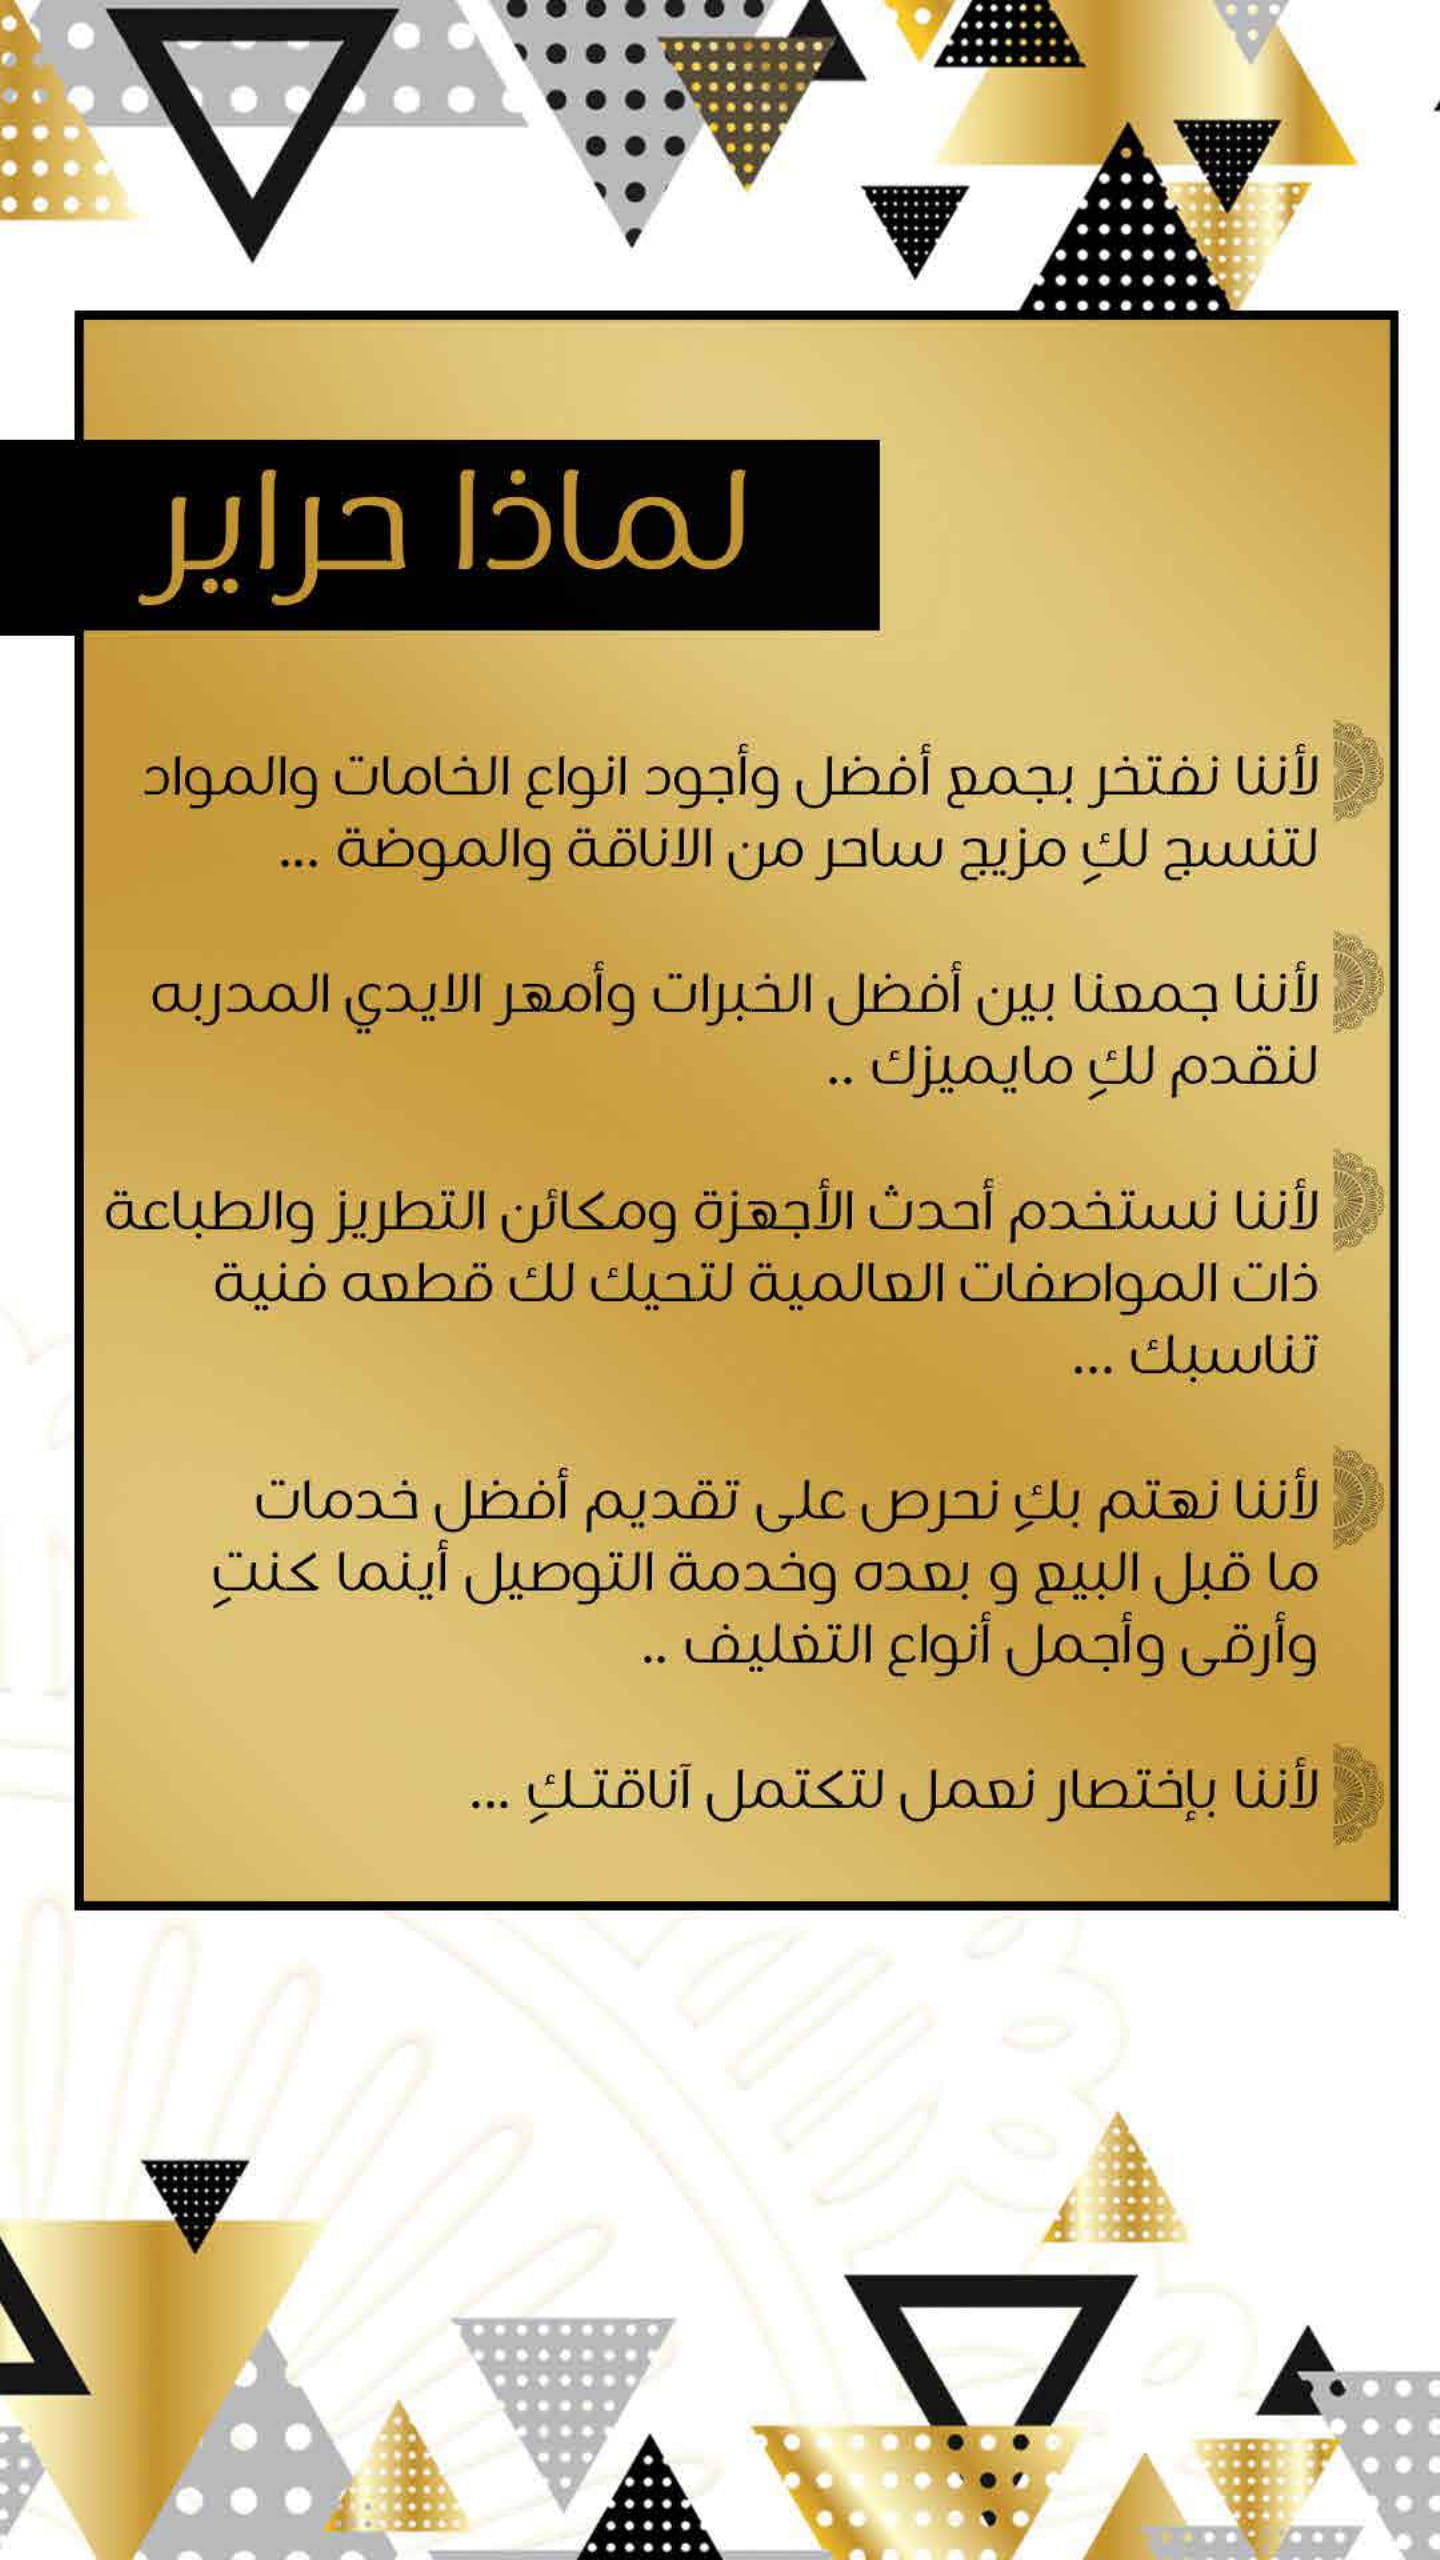 لماذا حراير
لأننا نفتخر بجمع أفضل وأجود انواع الخامات والمواد
لتنسج لكِ مزيج ساحر من الاناقة والموضة ...
لأننا جمعنا بين أفضل الخبرات وأمهر الايدي المدربه
لنقدم لكِ مايميزك ..
لأننا نستخدم أحدث الأجهزة ومكائن التطريز والطباعة
ذات المواصفات العالمية لتحيك لك قطعه فنية
تناسبك ...
لأننا نهتم بكِ نحرص على تقديم أفضل خدمات
ما قبل البيع و بعده وخدمة التوصيل أينما كنتِ
وأرقى وأجمل أنواع التغليف ..
لأننا بإختصار نعمل لتكتمل آناقتـكِ ...